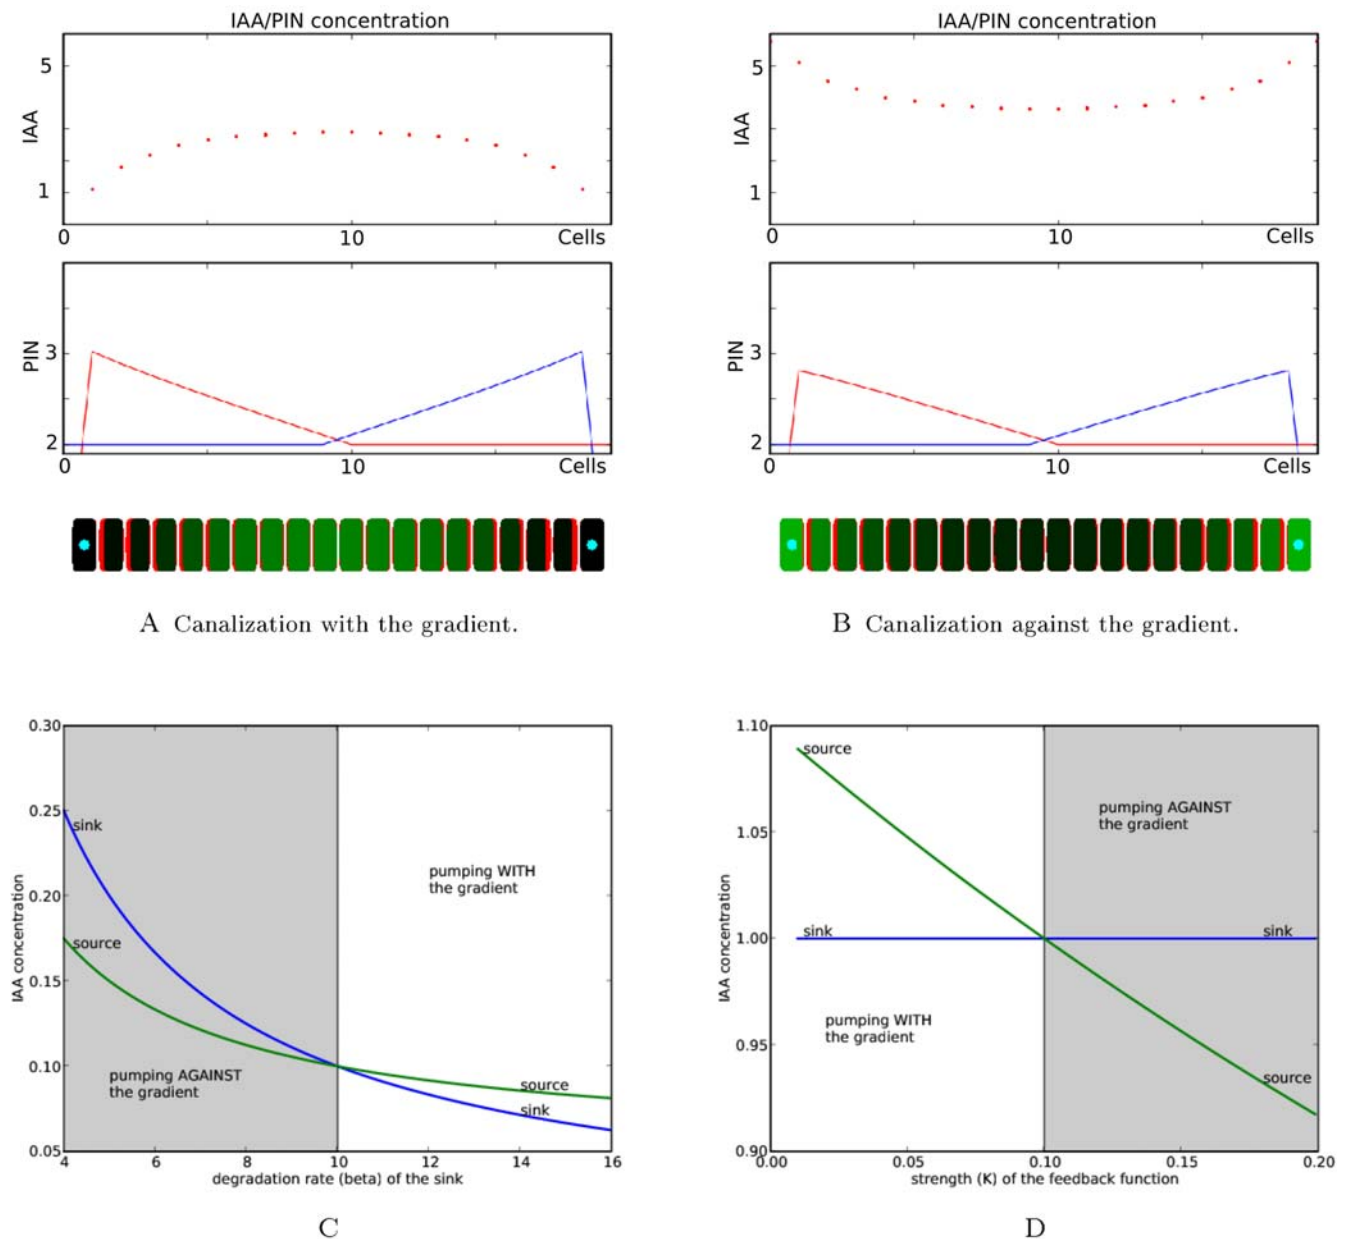 IAA/PIN concentration
5
IAA
1
0
10
Cells
3
PIN
2
0
10
Cells
A Canalization with the gradient.
IAA/PIN concentration
5
IAA
1
0
10
Cells
3
PIN
2
0
10
Cells
B Canalization against the gradient.
0.30
0.25
0.20
0.15
0.10
0.05
IAA concentration
sink
source
pumping WITH
the gradient
pumping AGAINST
the gradient
source
sink
4
6
8
10
12
14
16
degradation rate (beta) of the sink
C
1.10
1.05
1.00
0.95
0.90
IAA concentration
source
pumping AGAINST
the gradient
sink
sink
pumping WITH
the gradient
source
0.00
0.05
0.10
0.15
0.20
strength (K) of the feedback function
D